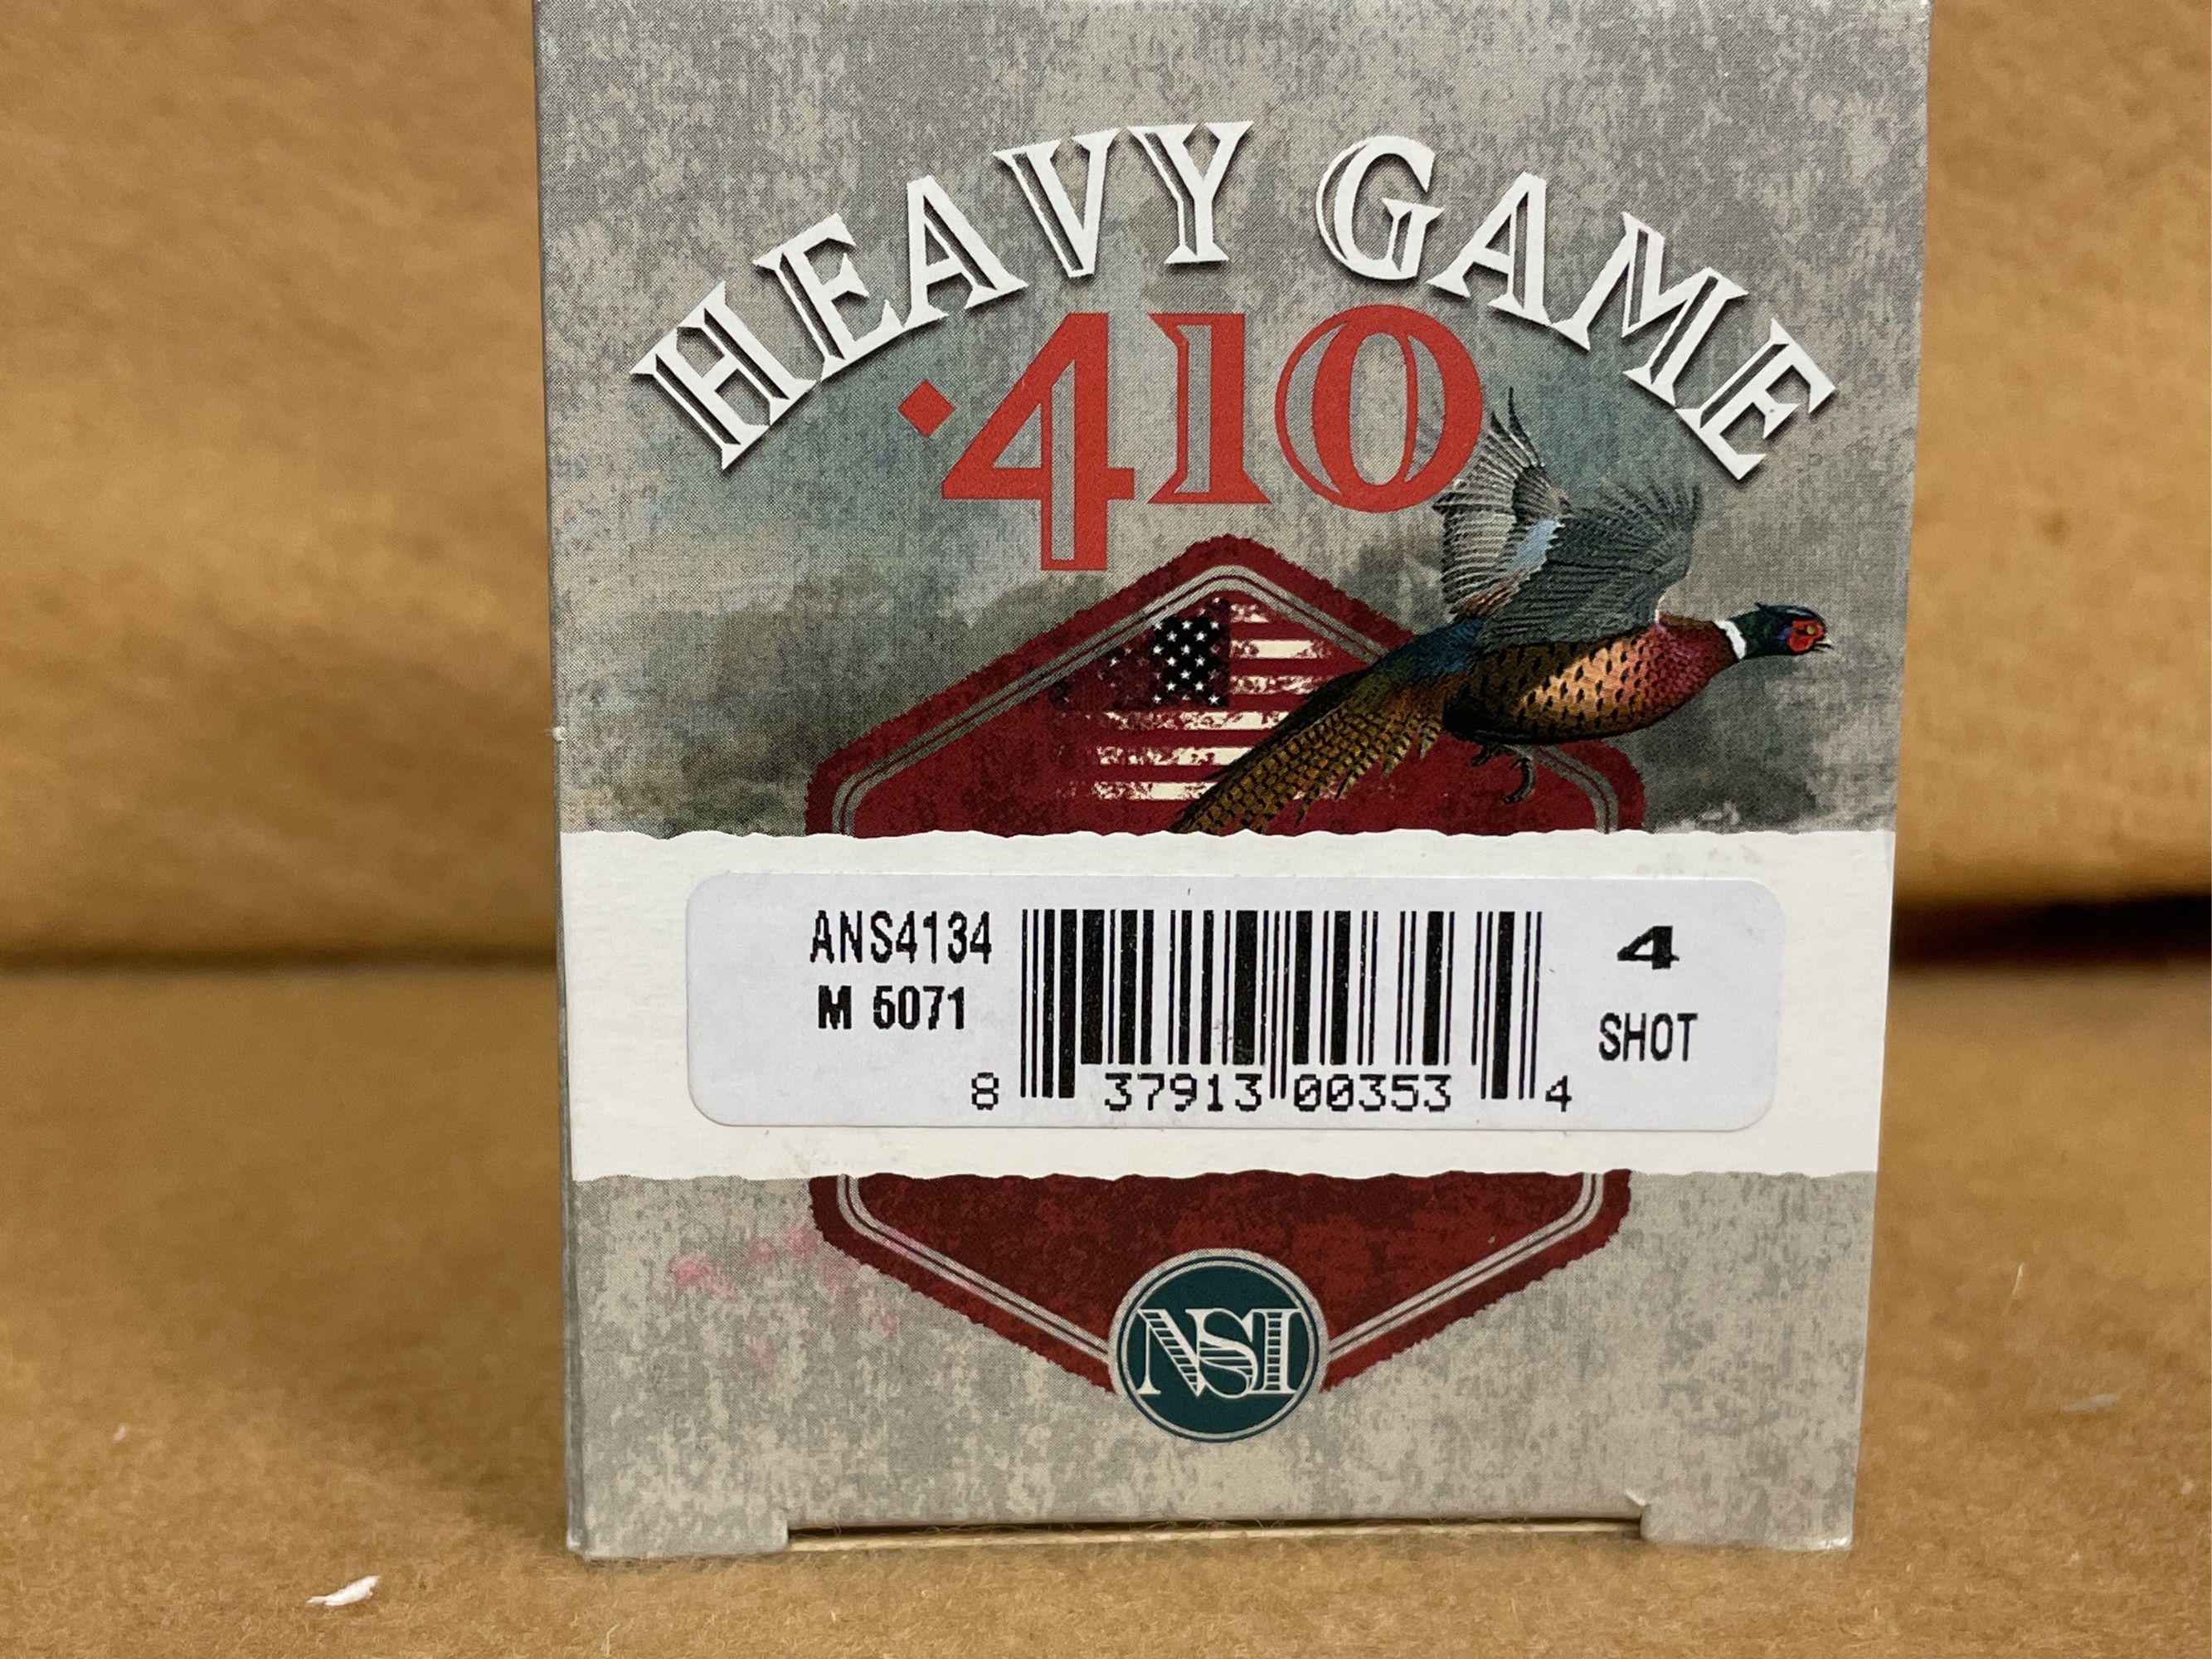 HEAVY GAME
.410
ANS4134
M 5071
4
SHOT
8 37913 00353 4
NSI